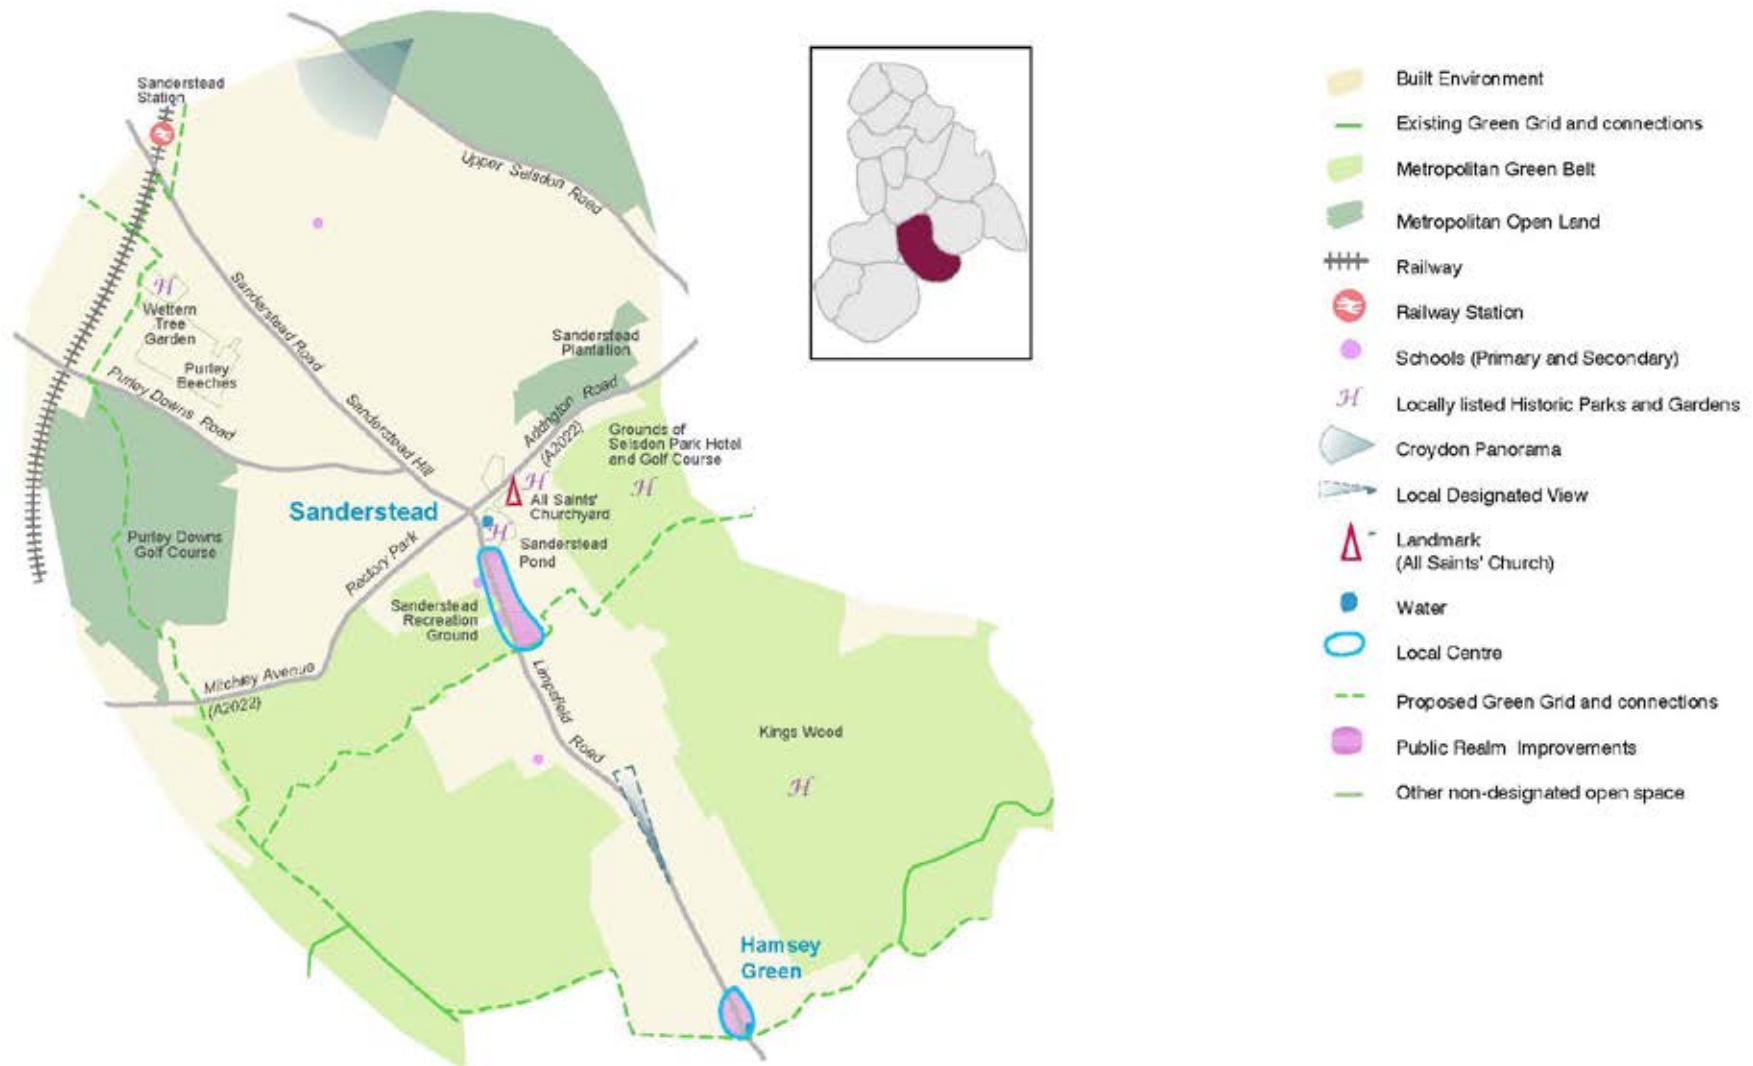 Sanderstead
Station
Upper Selsdon Road
Sanderstead Road
Wettern
Tree
Garden
Purley
Beeches
Purley Downs Road
Sanderstead Hill
Sanderstead
Plantation
Addington Road
(A2022)
Grounds of
Selsdon Park Hotel
and Golf Course
All Saints'
Churchyard
Sanderstead
Sanderstead
Pond
Purley Downs
Golf Course
Rectory Park
Sanderstead
Recreation
Ground
Mitchley Avenue
(A2022)
Limpsfield Road
Kings Wood
Hamsey
Green
Built Environment
Existing Green Grid and connections
Metropolitan Green Belt
Metropolitan Open Land
Railway
Railway Station
Schools (Primary and Secondary)
H Locally listed Historic Parks and Gardens
Croydon Panorama
Local Designated View
Landmark
(All Saints' Church)
Water
Local Centre
Proposed Green Grid and connections
Public Realm Improvements
Other non-designated open space